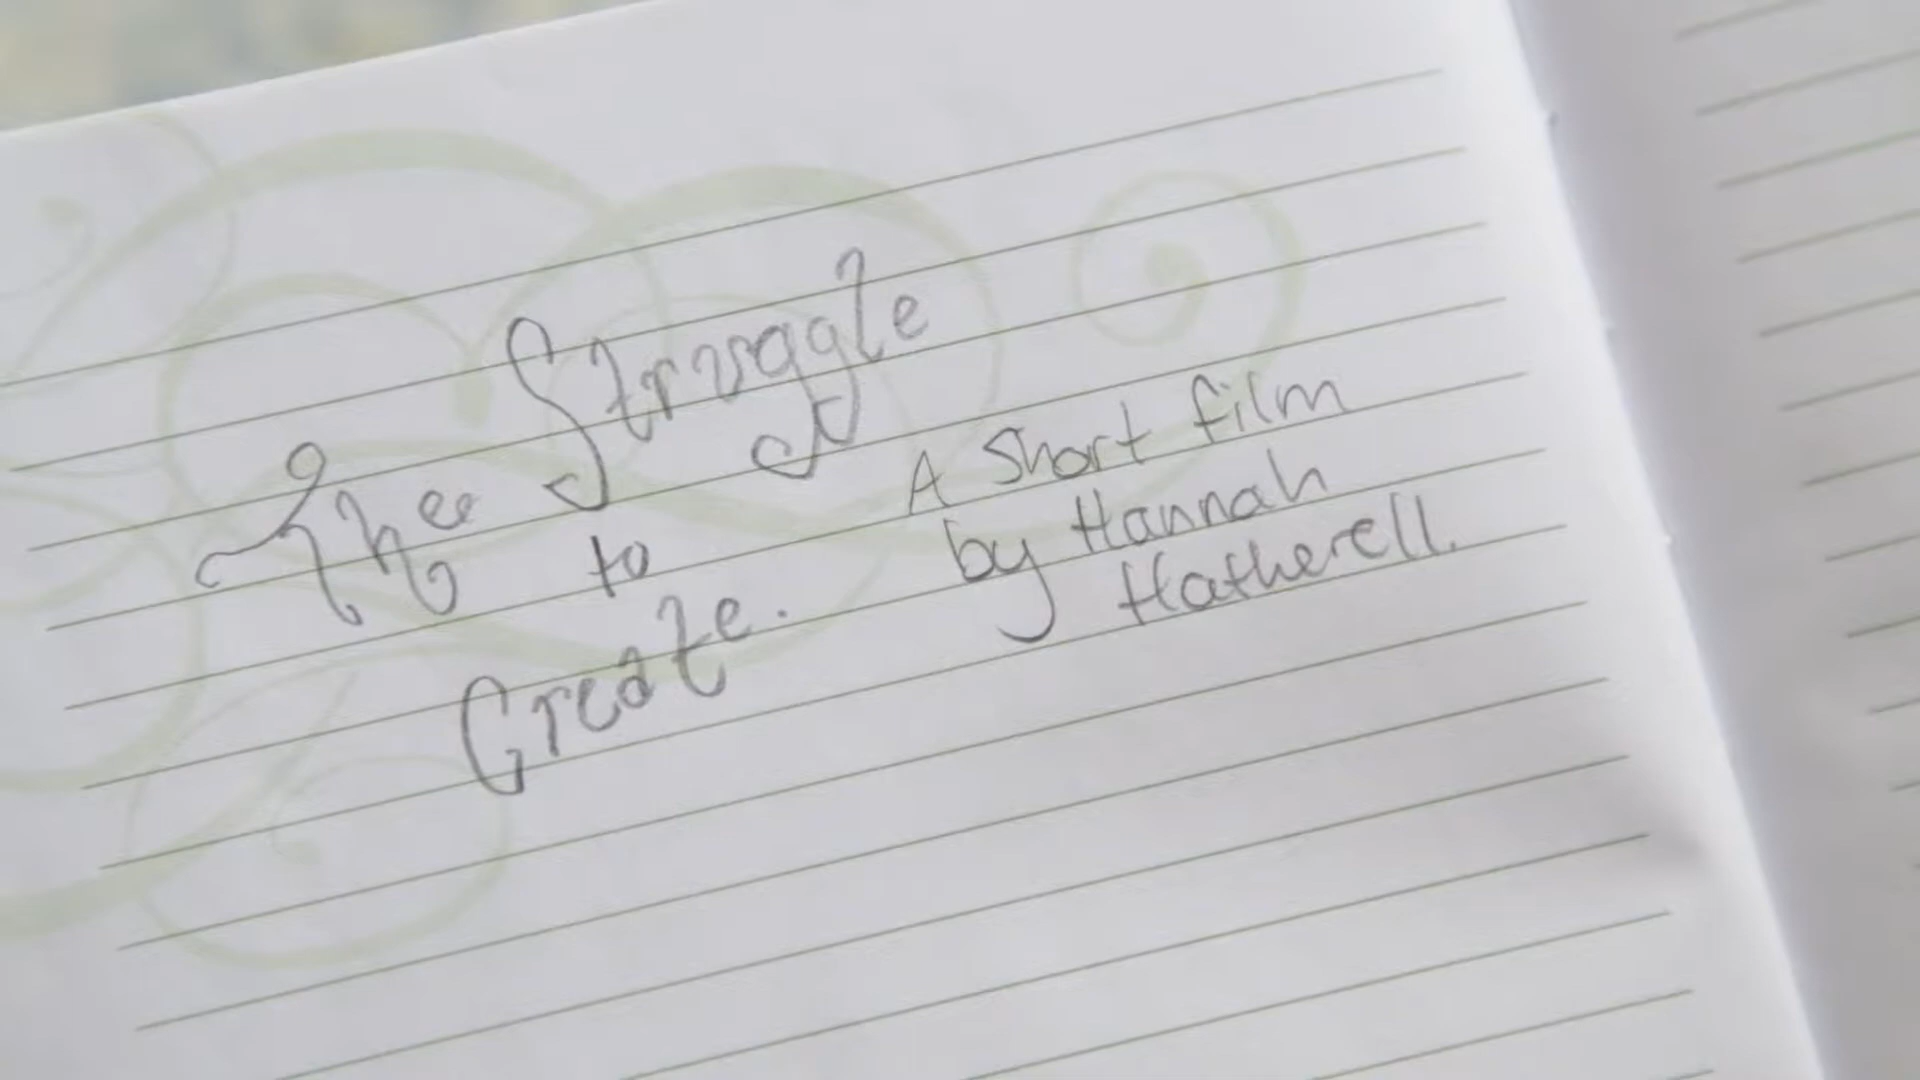 The Struggle
to
Create.
A Short film
by Hannah
Hatherell.